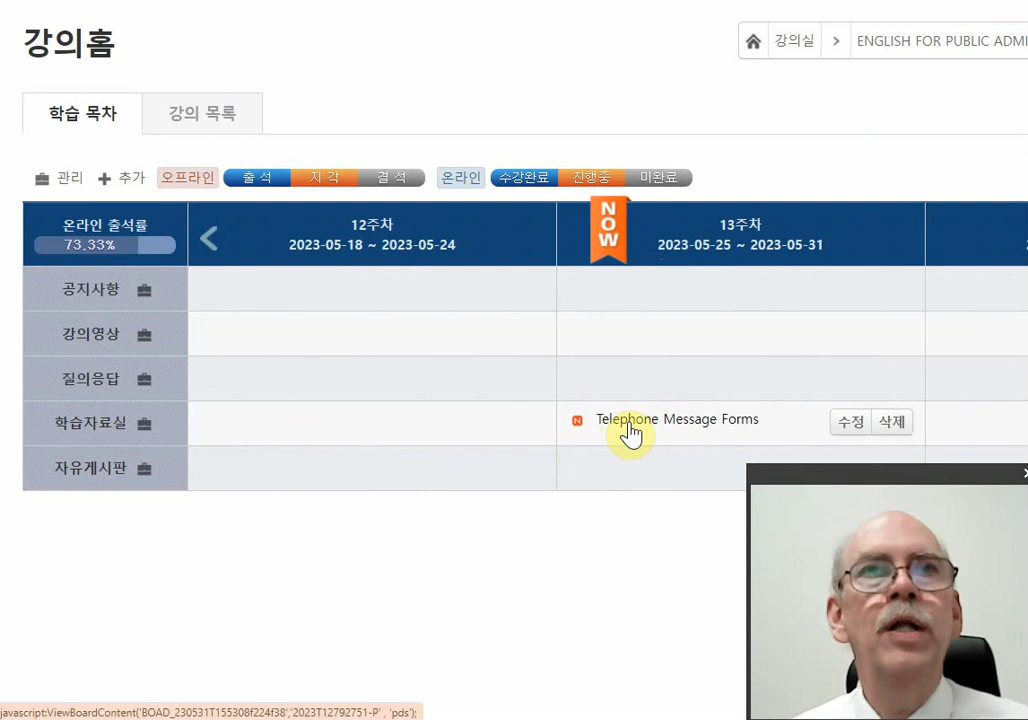 강의홈
강의실 > ENGLISH FOR PUBLIC ADMI
학습 목차
강의 목록
관리 추가 오프라인 출 석 지 각 결 석 온라인 수강완료 진행중 미완료
온라인 출석률
73.33%
12주차
2023-05-18 ~ 2023-05-24
NOW
13주차
2023-05-25 ~ 2023-05-31
공지사항
강의영상
질의응답
학습자료실
N Telephone Message Forms 수정 삭제
자유게시판
javascript:ViewBoardContent('BOAD_230531T155308f224f38','2023T12792751-P' , 'pds');